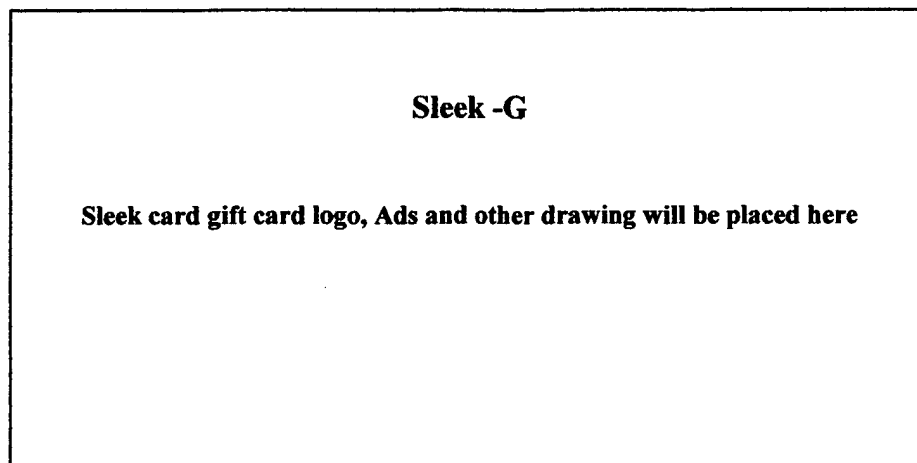 Sleek -G
Sleek card gift card logo, Ads and other drawing will be placed here